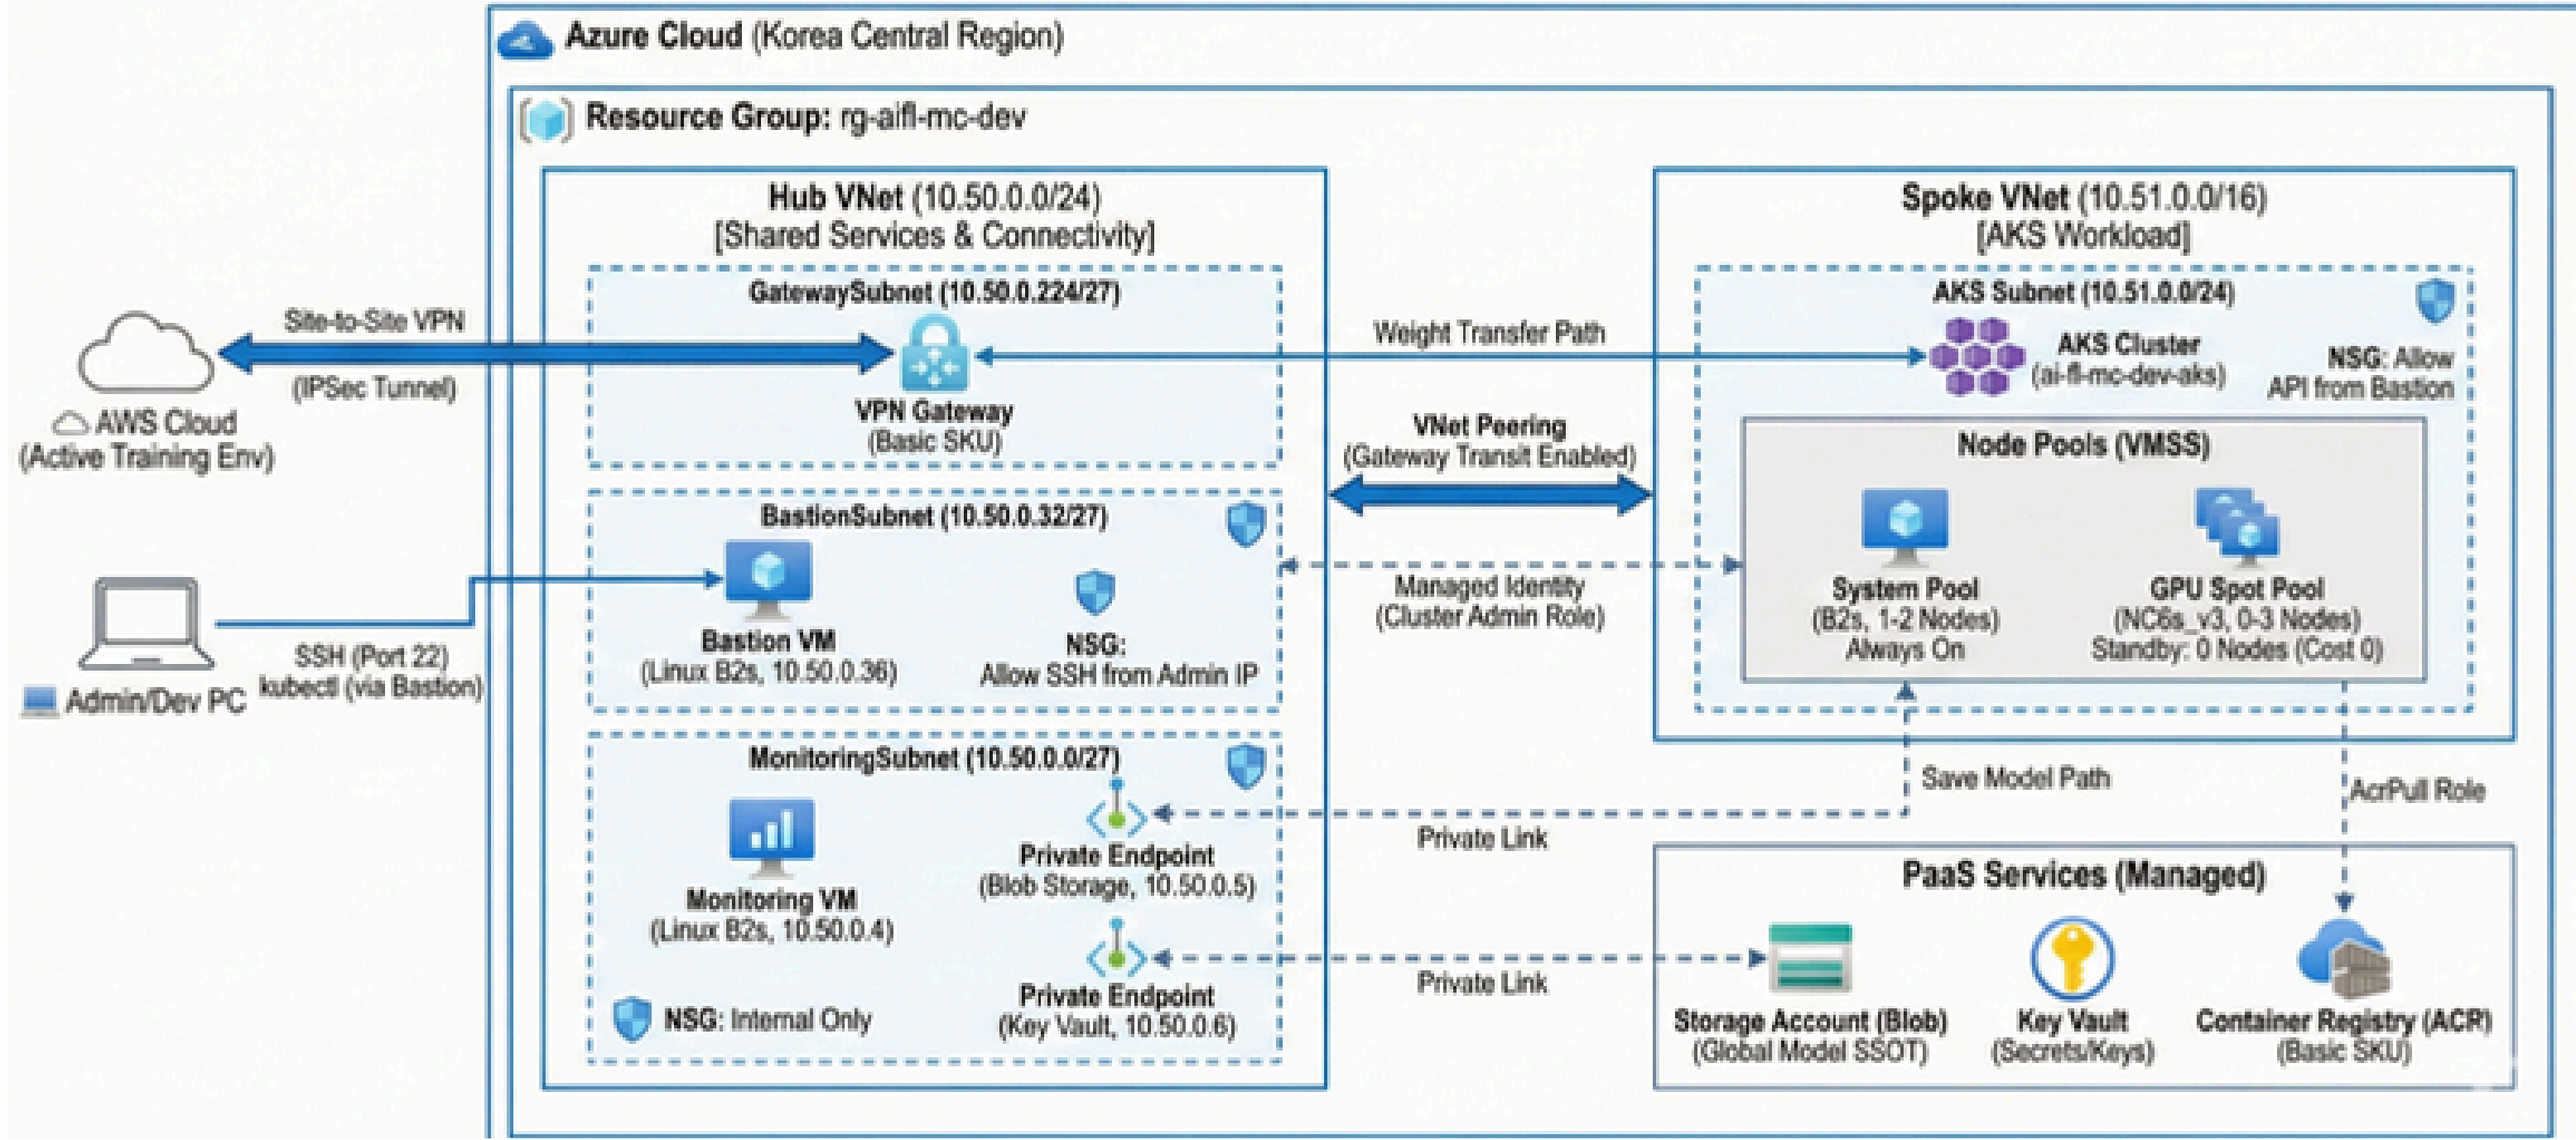 Azure Cloud (Korea Central Region)
Resource Group: rg-aifl-mc-dev
Hub VNet (10.50.0.0/24)
[Shared Services & Connectivity]
GatewaySubnet (10.50.0.224/27)
VPN Gateway
(Basic SKU)
BastionSubnet (10.50.0.32/27)
Bastion VM
(Linux B2s, 10.50.0.36)
NSG:
Allow SSH from Admin IP
MonitoringSubnet (10.50.0.0/27)
Monitoring VM
(Linux B2s, 10.50.0.4)
Private Endpoint
(Blob Storage, 10.50.0.5)
Private Endpoint
(Key Vault, 10.50.0.6)
NSG: Internal Only
Site-to-Site VPN
(IPSec Tunnel)
AWS Cloud
(Active Training Env)
SSH (Port 22)
kubectl (via Bastion)
Admin/Dev PC
Weight Transfer Path
VNet Peering
(Gateway Transit Enabled)
Managed Identity
(Cluster Admin Role)
Private Link
Private Link
Spoke VNet (10.51.0.0/16)
[AKS Workload]
AKS Subnet (10.51.0.0/24)
AKS Cluster
(ai-fl-mc-dev-aks)
NSG: Allow
API from Bastion
Node Pools (VMSS)
System Pool
(B2s, 1-2 Nodes)
Always On
GPU Spot Pool
(NC6s_v3, 0-3 Nodes)
Standby: 0 Nodes (Cost 0)
Save Model Path
AcrPull Role
PaaS Services (Managed)
Storage Account (Blob)
(Global Model SSOT)
Key Vault
(Secrets/Keys)
Container Registry (ACR)
(Basic SKU)